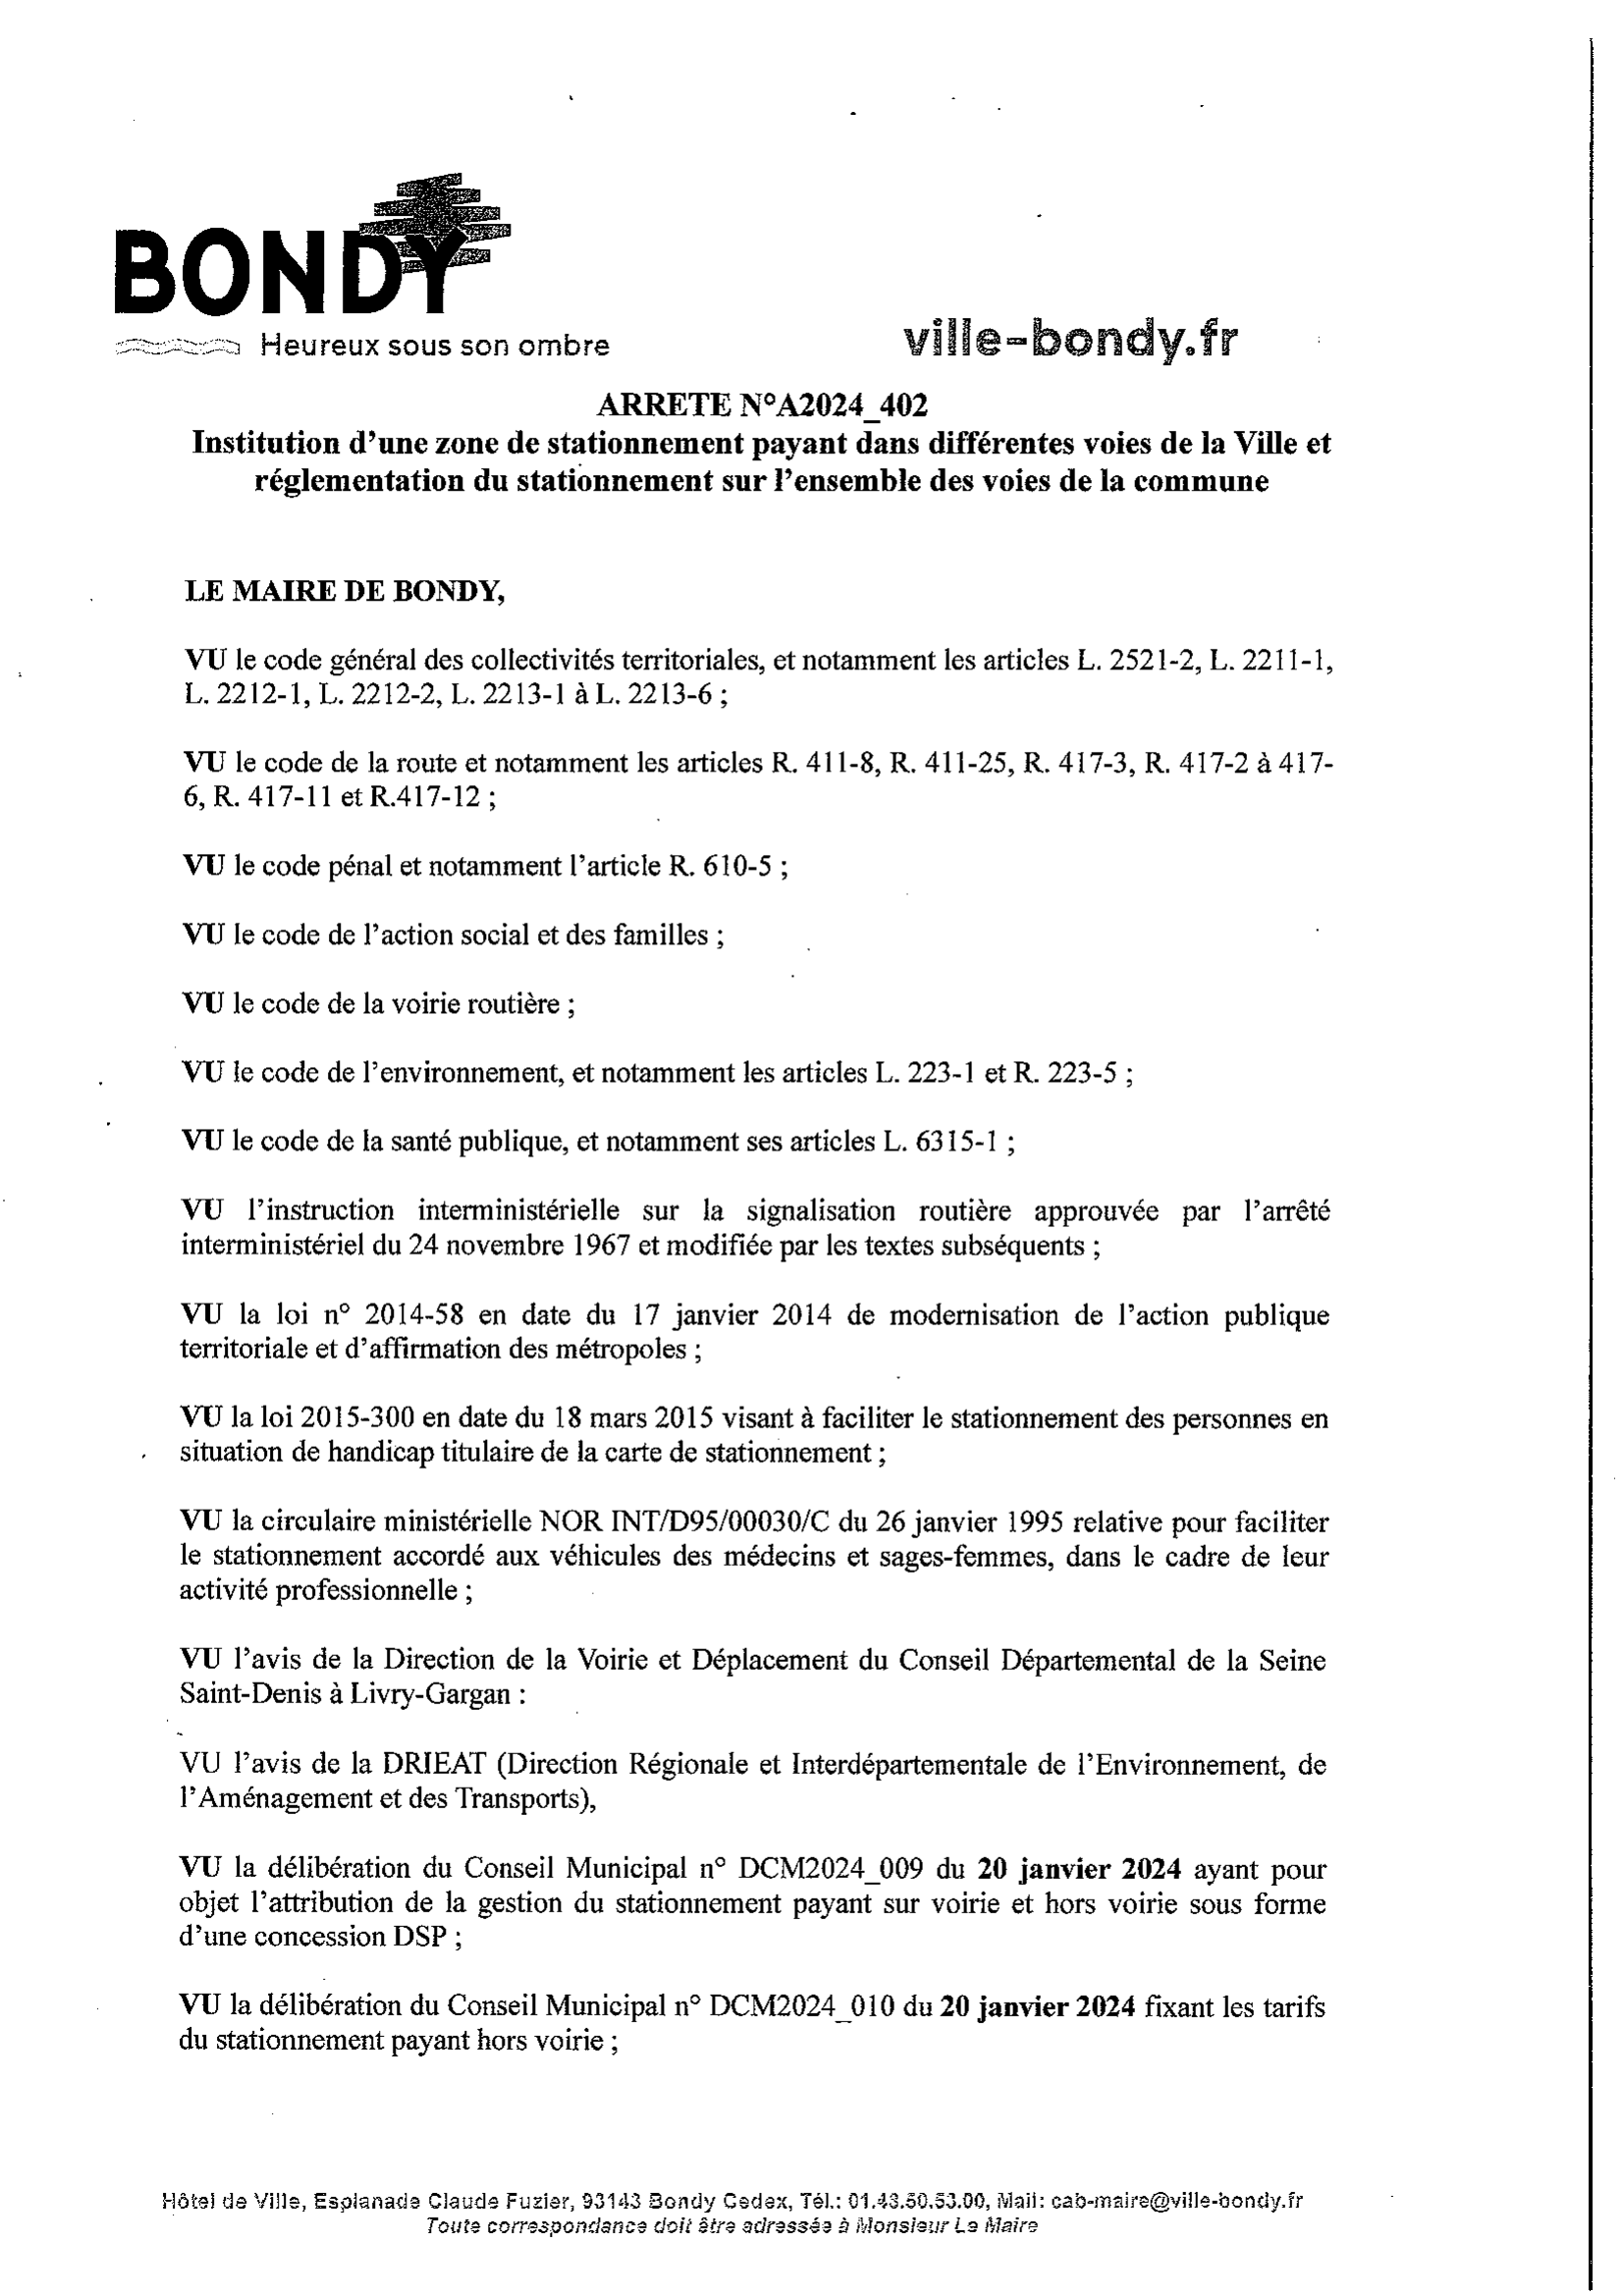 BONDY
Heureux sous son ombre
ville-bondy.fr
ARRETE N°A2024_402
Institution d’une zone de stationnement payant dans différentes voies de la Ville et
réglementation du stationnement sur l’ensemble des voies de la commune
LE MAIRE DE BONDY,
VU le code général des collectivités territoriales, et notamment les articles L. 2521-2, L. 2211-1,
L. 2212-1, L. 2212-2, L. 2213-1 à L. 2213-6 ;
VU le code de la route et notamment les articles R. 411-8, R. 411-25, R. 417-3, R. 417-2 à 417-
6, R. 417-11 et R.417-12 ;
VU le code pénal et notamment l’article R. 610-5 ;
VU le code de l’action social et des familles ;
VU le code de la voirie routière ;
VU le code de l’environnement, et notamment les articles L. 223-1 et R. 223-5 ;
VU le code de la santé publique, et notamment ses articles L. 6315-1 ;
VU l’instruction interministérielle sur la signalisation routière approuvée par l’arrêté
interministériel du 24 novembre 1967 et modifiée par les textes subséquents ;
VU la loi n° 2014-58 en date du 17 janvier 2014 de modernisation de l’action publique
territoriale et d’affirmation des métropoles ;
VU la loi 2015-300 en date du 18 mars 2015 visant à faciliter le stationnement des personnes en
situation de handicap titulaire de la carte de stationnement ;
VU la circulaire ministérielle NOR INT/D95/00030/C du 26 janvier 1995 relative pour faciliter
le stationnement accordé aux véhicules des médecins et sages-femmes, dans le cadre de leur
activité professionnelle ;
VU l’avis de la Direction de la Voirie et Déplacement du Conseil Départemental de la Seine
Saint-Denis à Livry-Gargan :
VU l’avis de la DRIEAT (Direction Régionale et Interdépartementale de l’Environnement, de
l’Aménagement et des Transports),
VU la délibération du Conseil Municipal n° DCM2024_009 du 20 janvier 2024 ayant pour
objet l’attribution de la gestion du stationnement payant sur voirie et hors voirie sous forme
d’une concession DSP ;
VU la délibération du Conseil Municipal n° DCM2024_010 du 20 janvier 2024 fixant les tarifs
du stationnement payant hors voirie ;
Hôtel de Ville, Esplanade Claude Fuzier, 93143 Bondy Cedex, Tél.: 01.43.50.53.00, Mail: cab-maire@ville-bondy.fr
Toute correspondance doit être adressée à Monsieur Le Maire